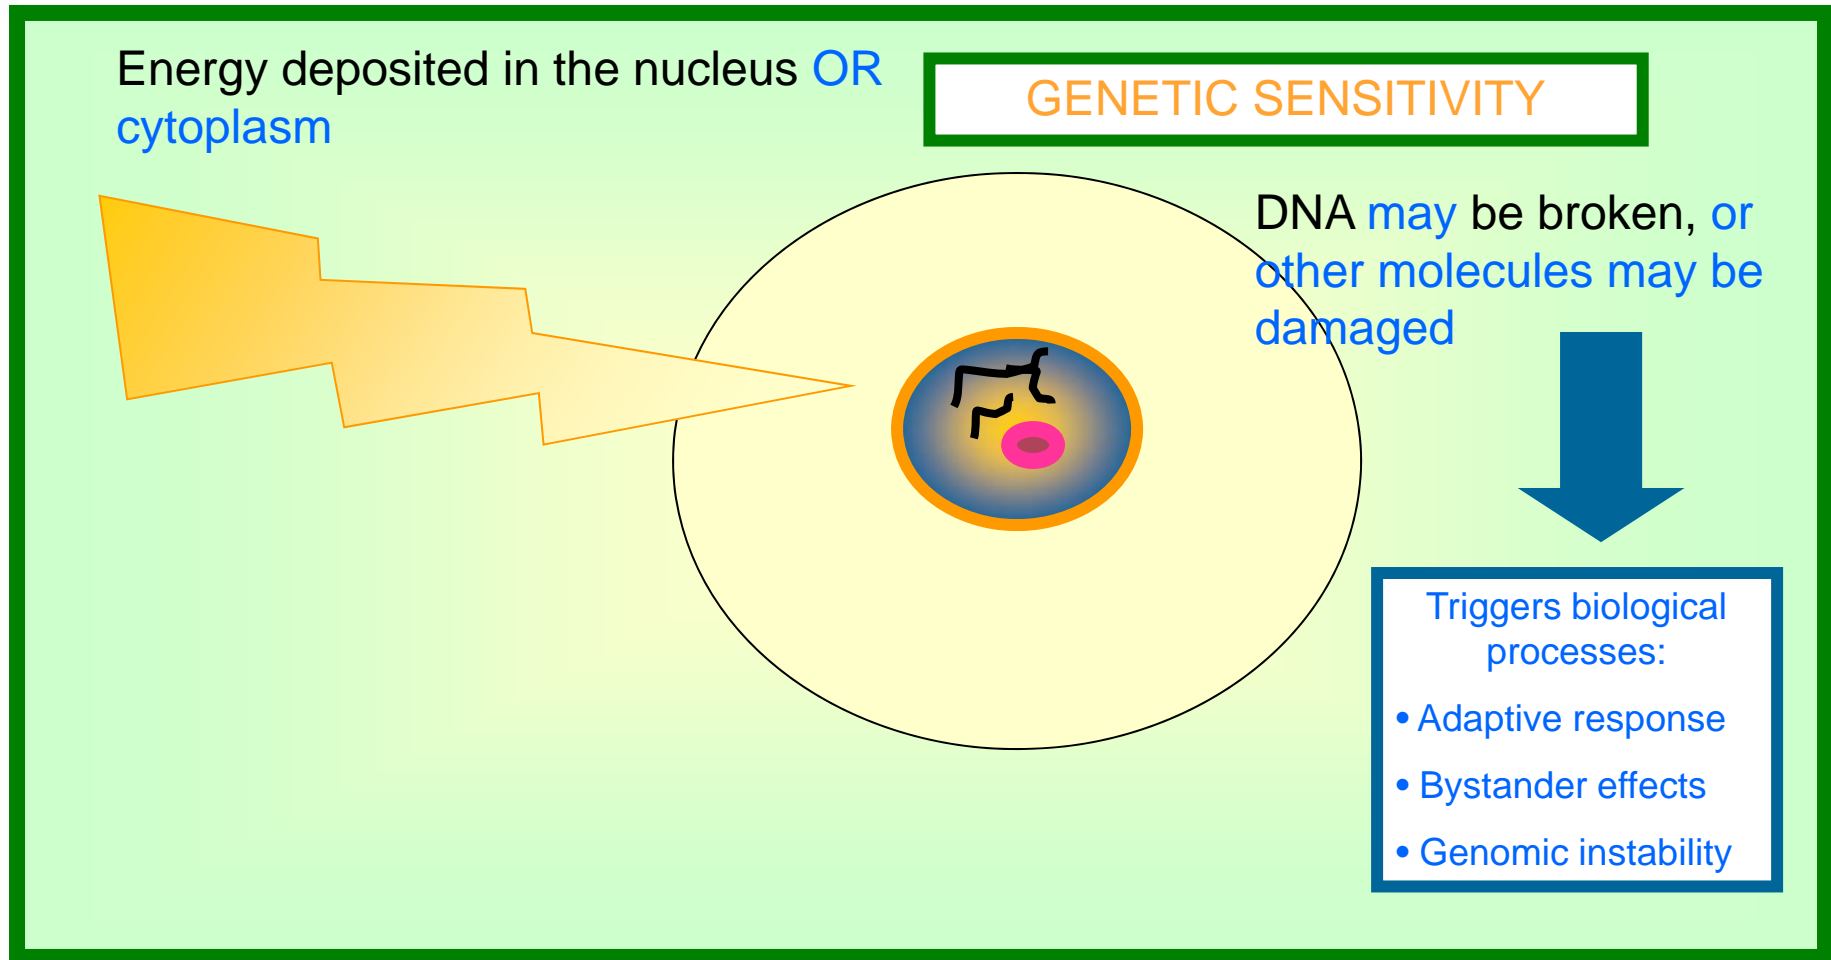 Energy deposited in the nucleus OR
cytoplasm
GENETIC SENSITIVITY
DNA may be broken, or
other molecules may be
damaged
Triggers biological
processes:
• Adaptive response
• Bystander effects
• Genomic instability